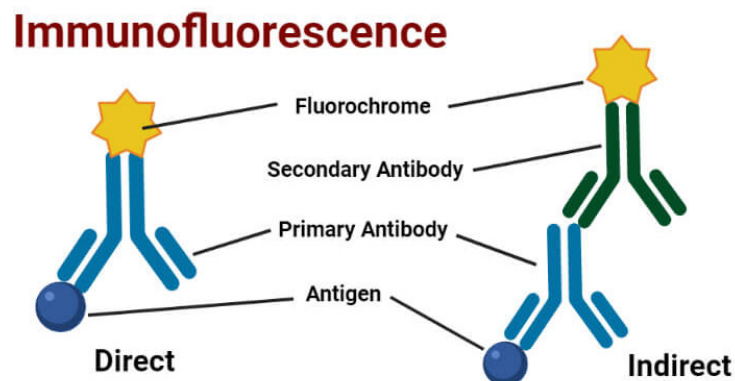 Immunofluorescence
Fluorochrome
Secondary Antibody
Primary Antibody
Antigen
Direct
Indirect